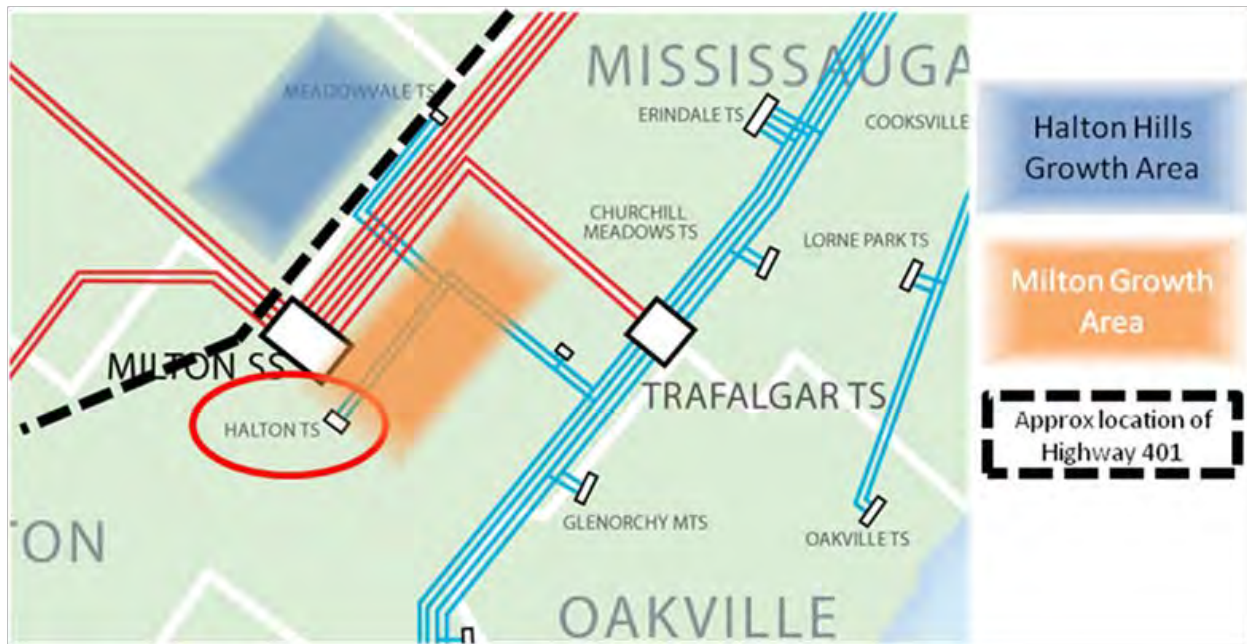 MISSISSAUGA
MEADOWVALE TS
ERINDALE TS
COOKSVILLE
CHURCHILL
MEADOWS TS
LORNE PARK TS
MILTON SS
TRAFALGAR TS
HALTON TS
GLENORCHY MTS
OAKVILLE TS
TON
OAKVILLE
Halton Hills
Growth Area
Milton Growth
Area
Approx location of
Highway 401